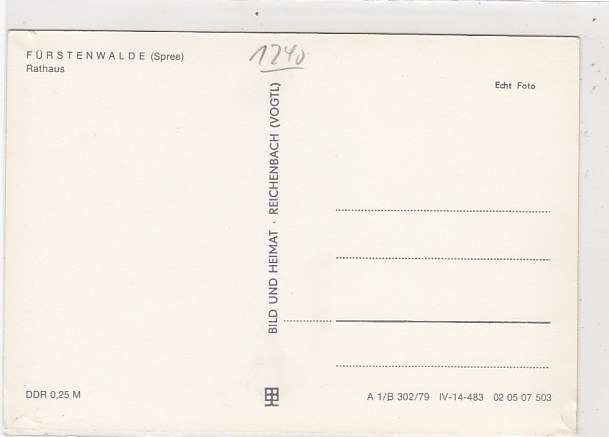 FÜRSTENWALDE (Spree)
Rathaus
1240
Echt Foto
BILD UND HEIMAT · REICHENBACH (VOGTL)
DDR 0,25 M
A 1/B 302/79 IV-14-483 02 05 07 503